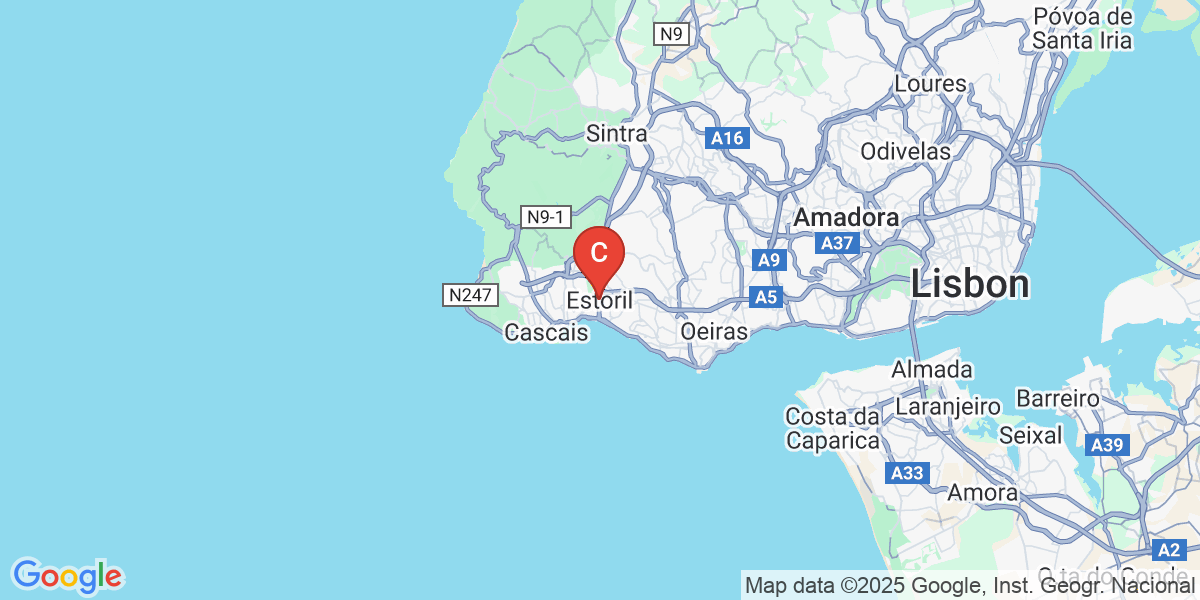 Póvoa de
Santa Iria
N9
Loures
Sintra
A16
Odivelas
N9-1
Amadora
A37
C
A9
Lisbon
N247
Estoril
A5
Cascais
Oeiras
Almada
Costa da
Caparica
Laranjeiro
Barreiro
Seixal
A39
A33
Amora
A2
Google
do Conde
Map data ©2025 Google, Inst. Geogr. Nacional